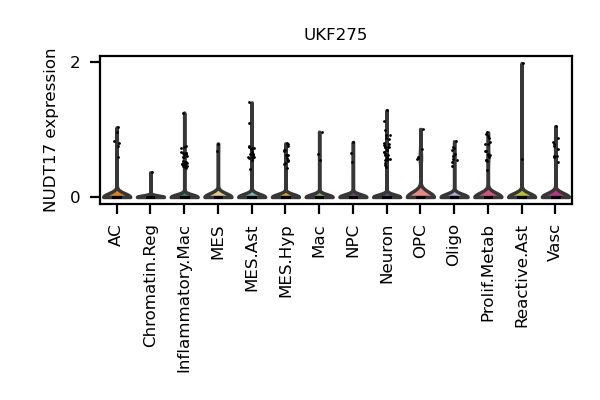 UKF275
NUDT17 expression
2
0
AC
Chromatin.Reg
Inflammatory.Mac
MES
MES.Ast
MES.Hyp
Mac
NPC
Neuron
OPC
Oligo
Prolif.Metab
Reactive.Ast
Vasc